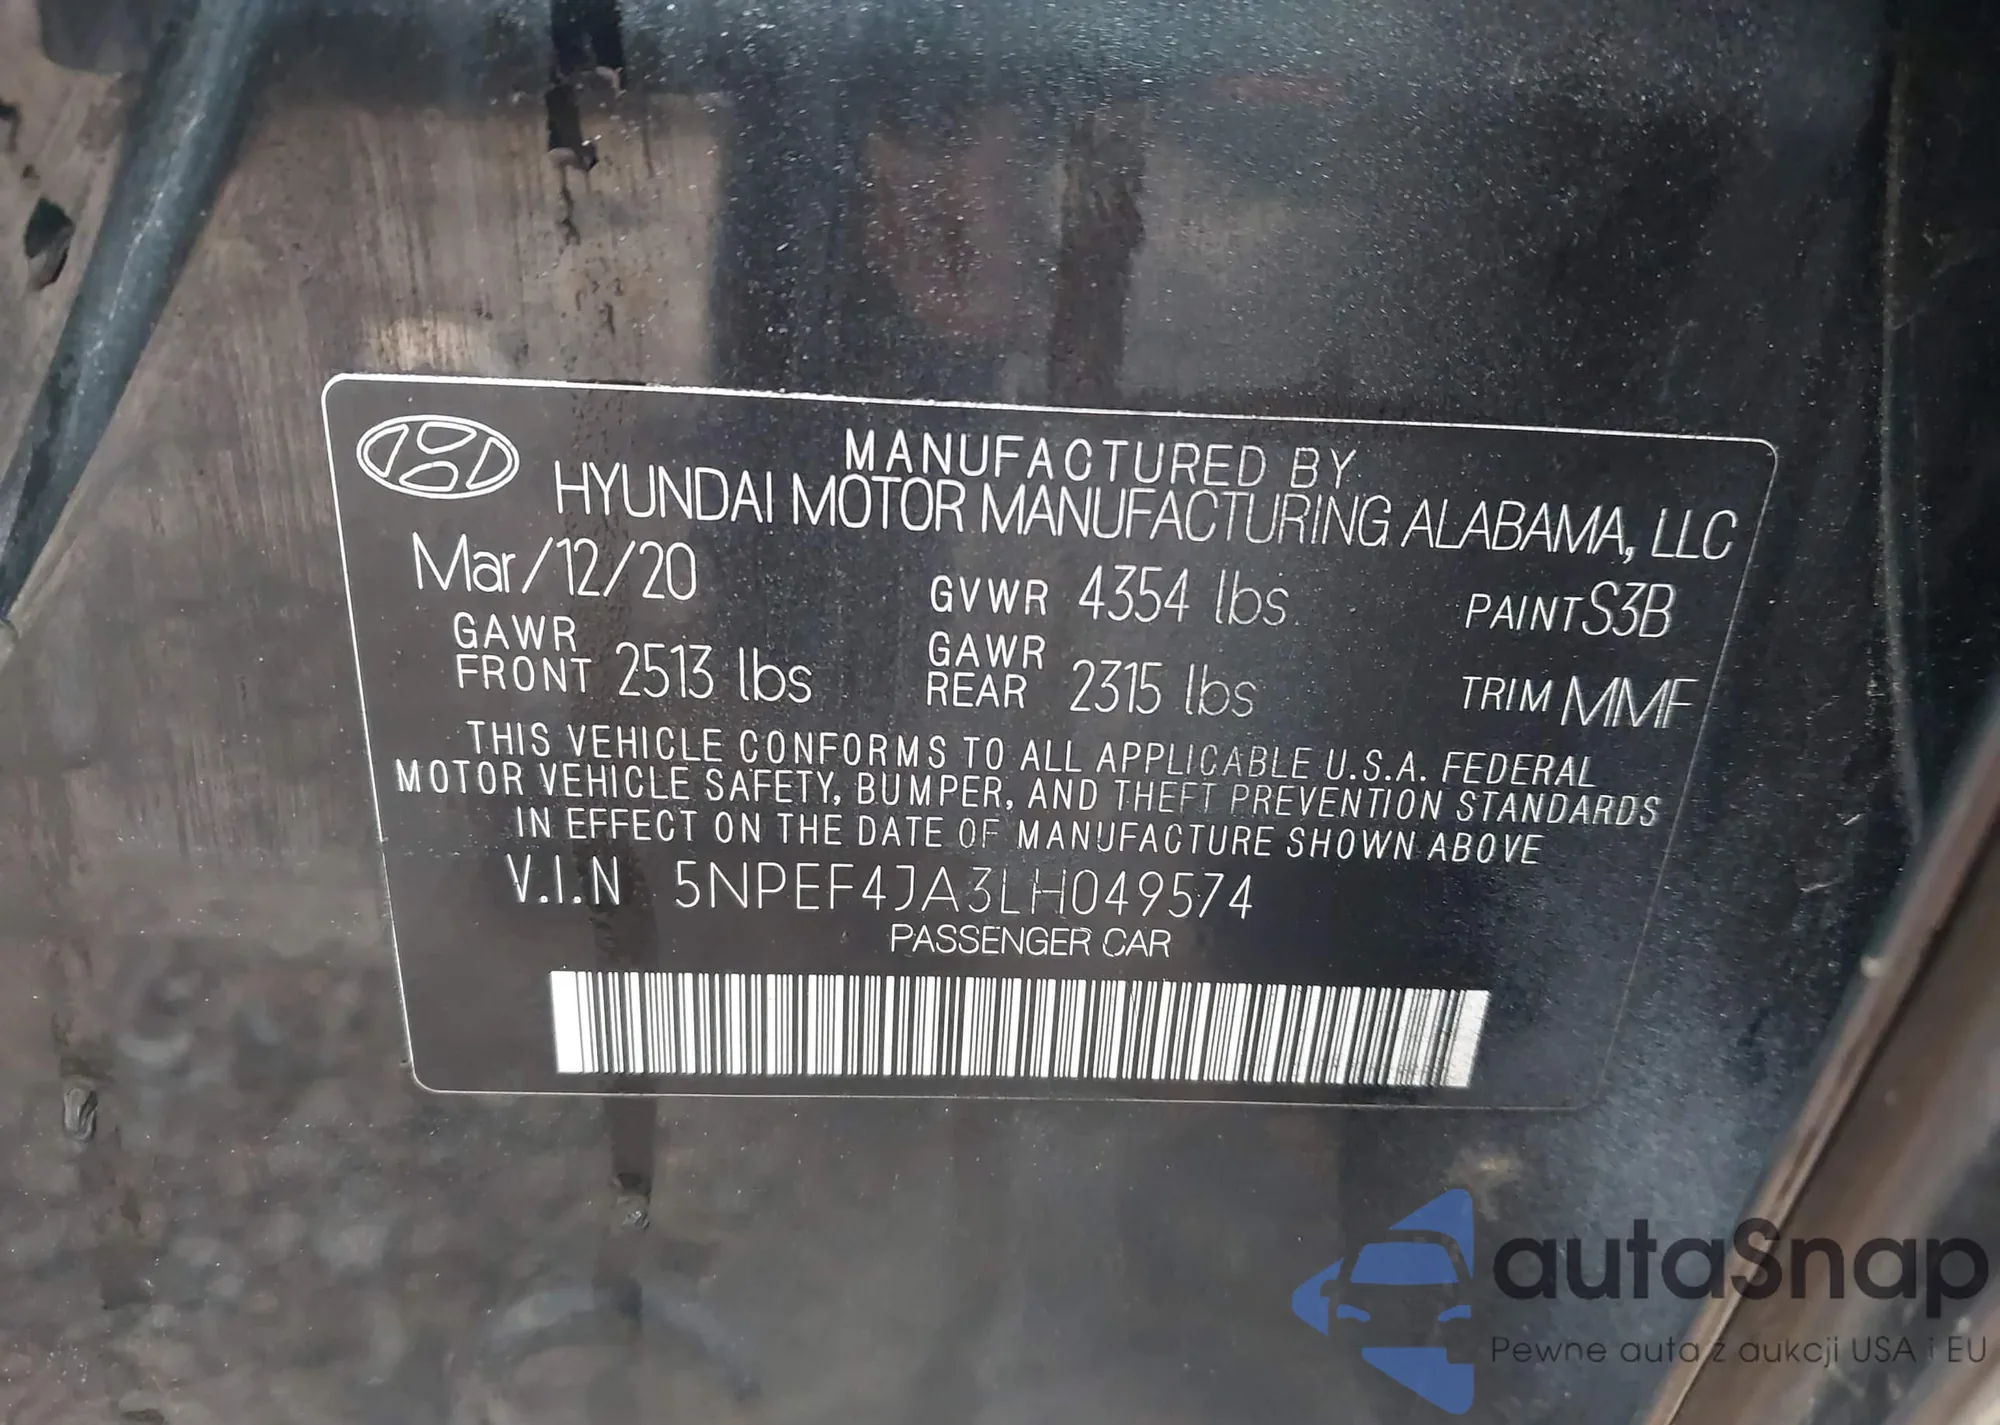 MANUFACTURED BY
HYUNDAI MOTOR MANUFACTURING ALABAMA, LLC
Mar/12/20 GVWR 4354 lbs. PAINT S3B
GAWR FRONT 2513 lbs GAWR REAR 2315 lbs TRIM MMF
THIS VEHICLE CONFORMS TO ALL APPLICABLE U.S.A. FEDERAL
MOTOR VEHICLE SAFETY, BUMPER, AND THEFT PREVENTION STANDARDS
IN EFFECT ON THE DATE OF MANUFACTURE SHOWN ABOVE
V.I.N 5NPEF4JA3LH049574
PASSENGER CAR
autaSnap
Pewne auta z aukcji USA i EU